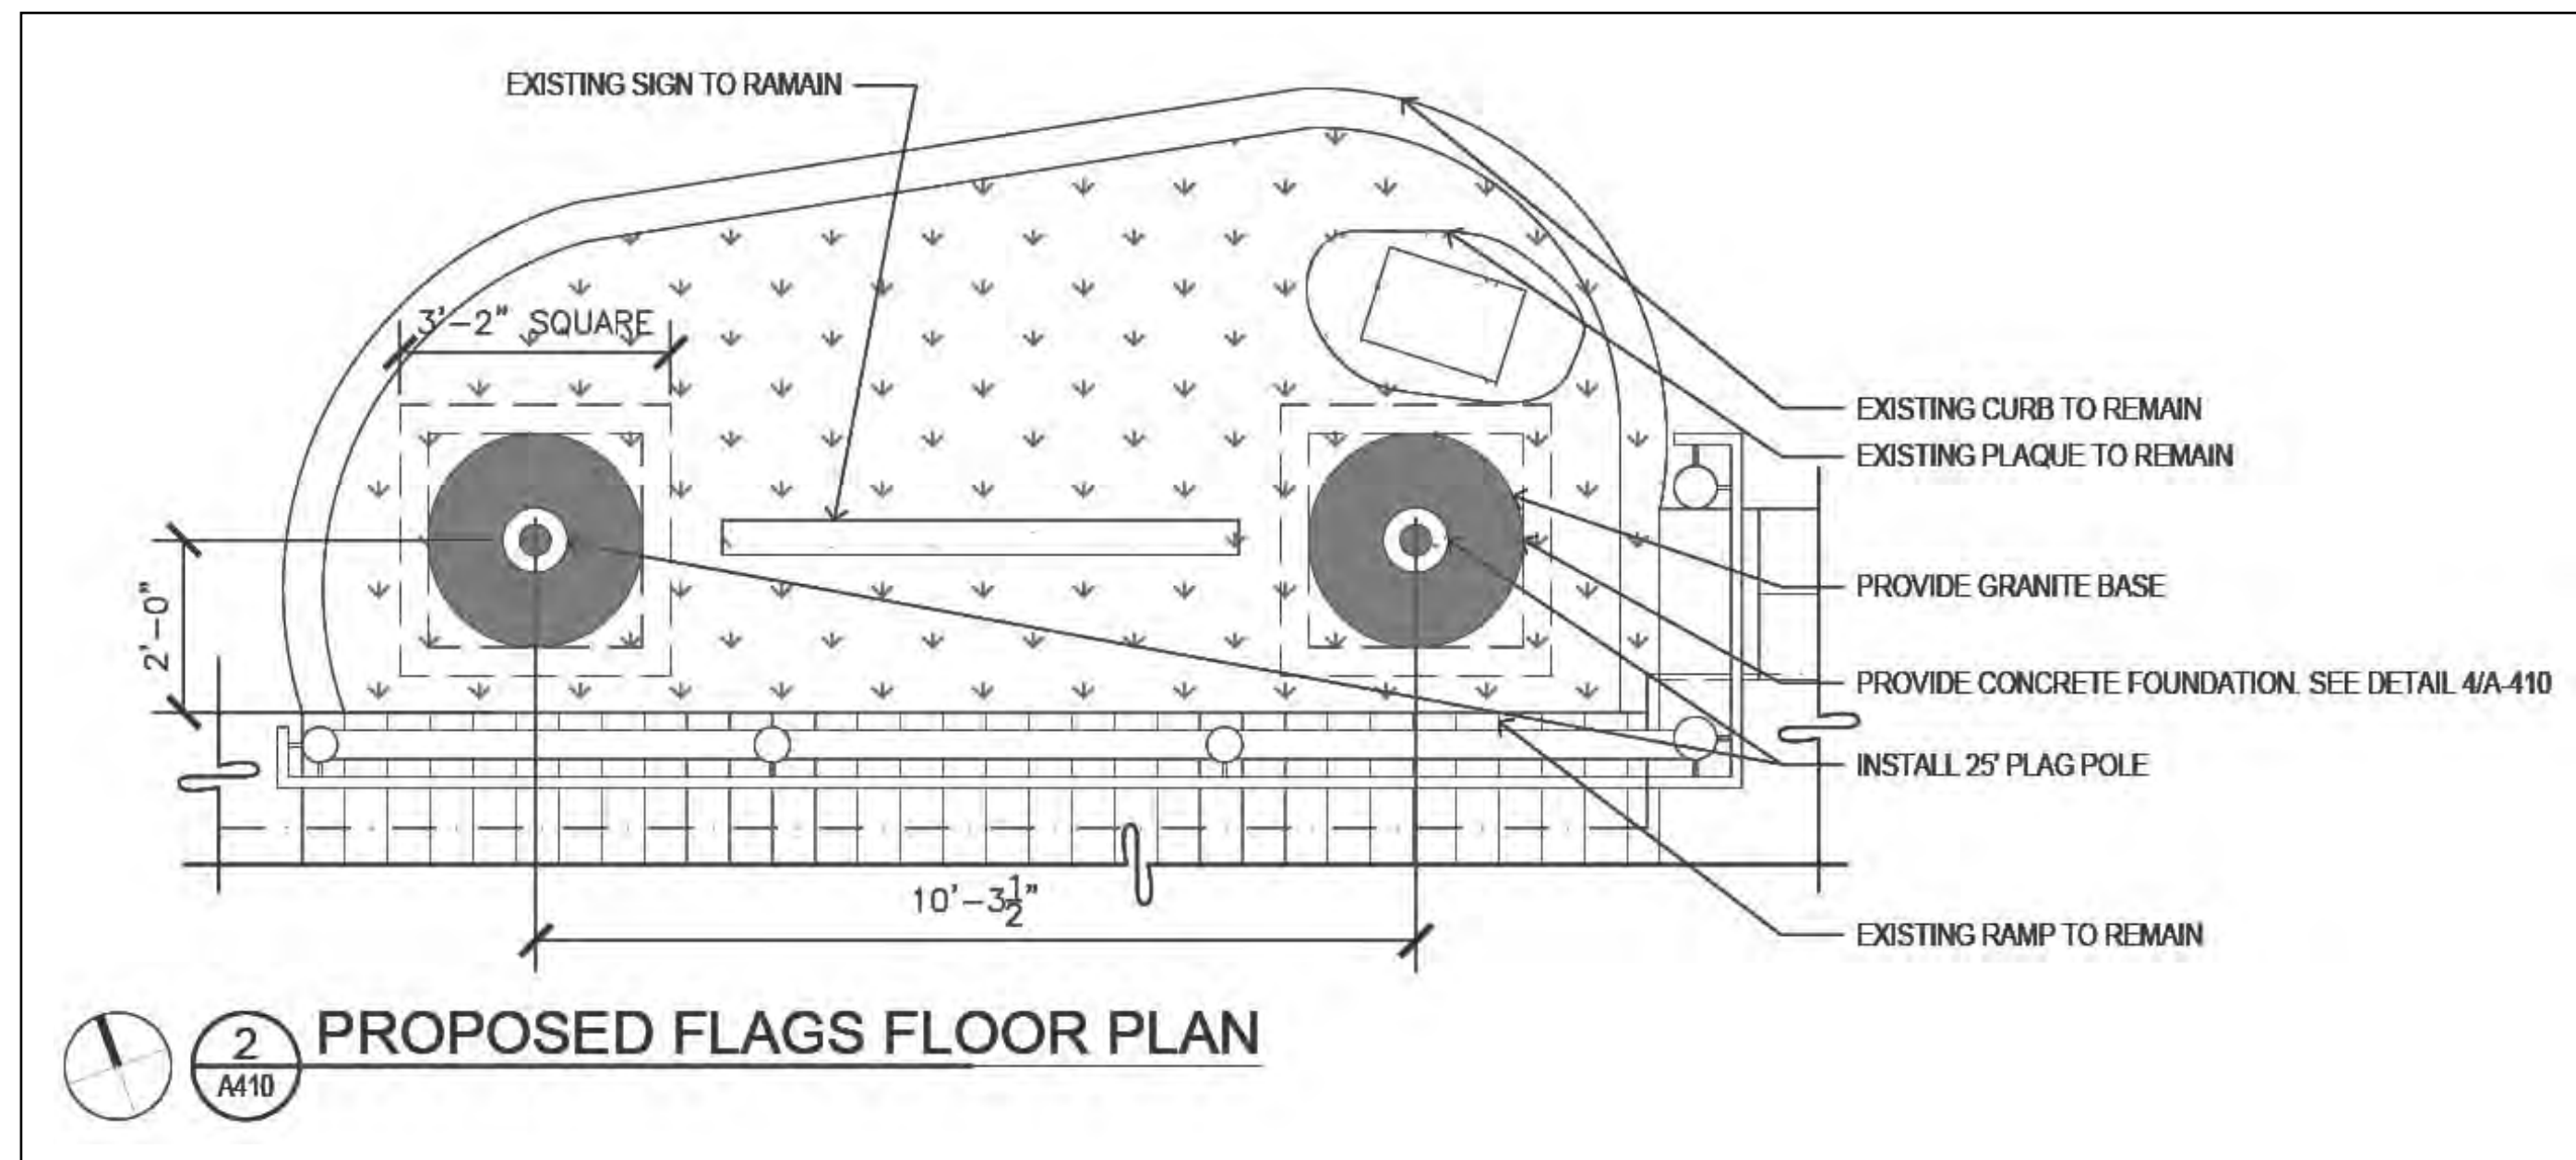 EXISTING SIGN TO RAMAIN
3'-2" SQUARE
EXISTING CURB TO REMAIN
EXISTING PLAQUE TO REMAIN
PROVIDE GRANITE BASE
2'-0"
PROVIDE CONCRETE FOUNDATION. SEE DETAIL 4/A-410
INSTALL 25' PLAG POLE
10'-3 1/2"
EXISTING RAMP TO REMAIN
2
A410
PROPOSED FLAGS FLOOR PLAN